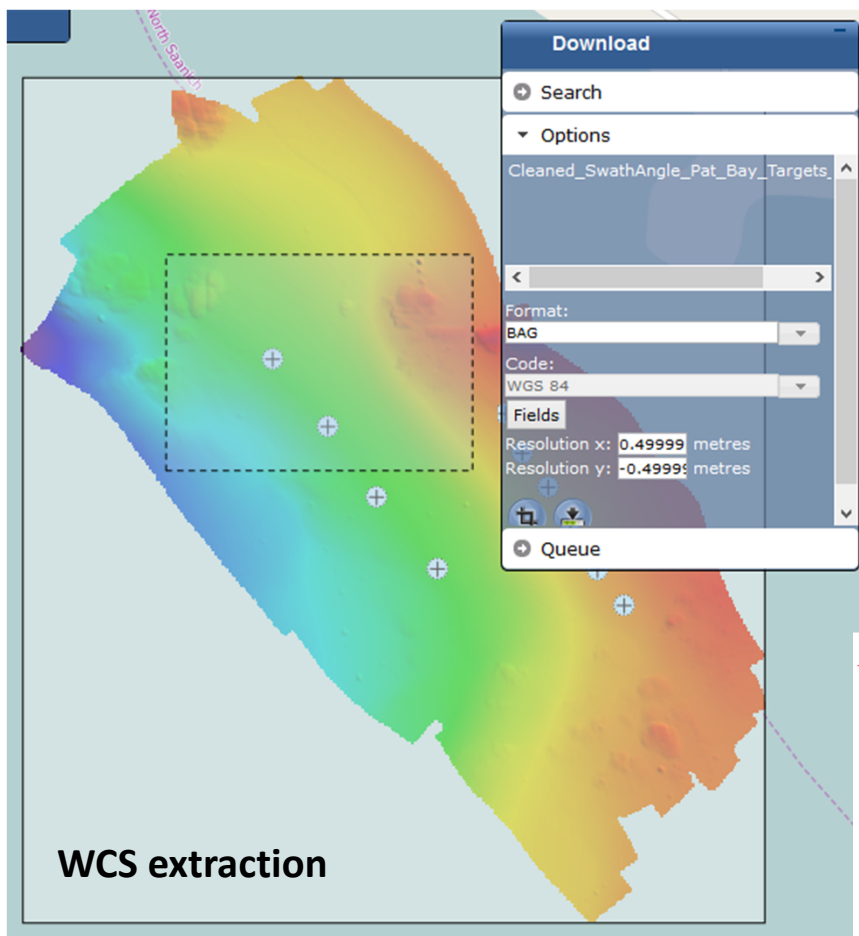 North Saanich
Download
Search
Options
Cleaned_SwathAngle_Pat_Bay_Targets_
Format:
BAG
Code:
WGS 84
Fields
Resolution x: 0.49999 metres
Resolution y: -0.49999 metres
Queue
WCS extraction